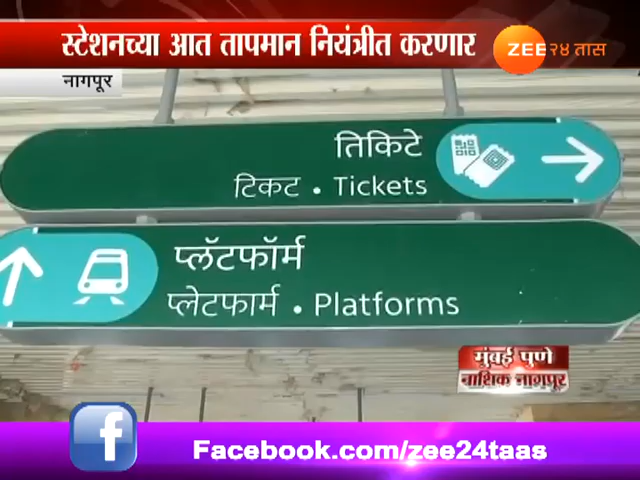 स्टेशनच्या आत तापमान नियंत्रीत करणार
ZEE २४ तास
नागपूर
तिकिटे
टिकट • Tickets
प्लॅटफॉर्म
प्लेटफार्म • Platforms
मुंबई पुणे
नाशिक नागपूर
f
Facebook.com/zee24taas